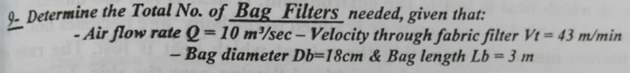 9- Determine the Total No. of Bag Filters needed, given that:
- Air flow rate Q = 10 m³/sec – Velocity through fabric filter Vt = 43 m/min
– Bag diameter Db=18cm & Bag length Lb = 3 m